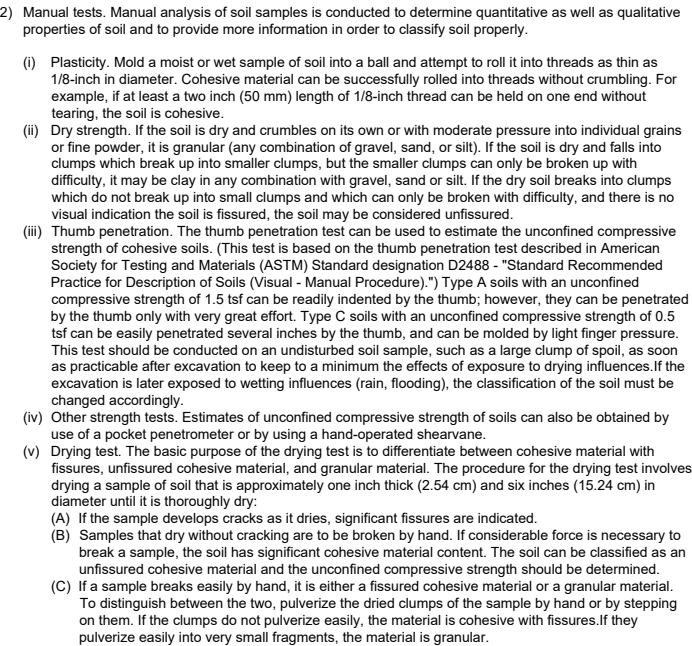 2) Manual tests. Manual analysis of soil samples is conducted to determine quantitative as well as qualitative
properties of soil and to provide more information in order to classify soil properly.
(i) Plasticity. Mold a moist or wet sample of soil into a ball and attempt to roll it into threads as thin as
1/8-inch in diameter. Cohesive material can be successfully rolled into threads without crumbling. For
example, if at least a two inch (50 mm) length of 1/8-inch thread can be held on one end without
tearing, the soil is cohesive.
(ii) Dry strength. If the soil is dry and crumbles on its own or with moderate pressure into individual grains
or fine powder, it is granular (any combination of gravel, sand, or silt). If the soil is dry and falls into
clumps which break up into smaller clumps, but the smaller clumps can only be broken up with
difficulty, it may be clay in any combination with gravel, sand or silt. If the dry soil breaks into clumps
which do not break up into small clumps and which can only be broken with difficulty, and there is no
visual indication the soil is fissured, the soil may be considered unfissured.
(iii) Thumb penetration. The thumb penetration test can be used to estimate the unconfined compressive
strength of cohesive soils. (This test is based on the thumb penetration test described in American
Society for Testing and Materials (ASTM) Standard designation D2488 - "Standard Recommended
Practice for Description of Soils (Visual - Manual Procedure).") Type A soils with an unconfined
compressive strength of 1.5 tsf can be readily indented by the thumb; however, they can be penetrated
by the thumb only with very great effort. Type C soils with an unconfined compressive strength of 0.5
tsf can be easily penetrated several inches by the thumb, and can be molded by light finger pressure.
This test should be conducted on an undisturbed soil sample, such as a large clump of spoil, as soon
as practicable after excavation to keep to a minimum the effects of exposure to drying influences.If the
excavation is later exposed to wetting influences (rain, flooding), the classification of the soil must be
changed accordingly.
(iv) Other strength tests. Estimates of unconfined compressive strength of soils can also be obtained by
use of a pocket penetrometer or by using a hand-operated shearvane.
(v) Drying test. The basic purpose of the drying test is to differentiate between cohesive material with
fissures, unfissured cohesive material, and granular material. The procedure for the drying test involves
drying a sample of soil that is approximately one inch thick (2.54 cm) and six inches (15.24 cm) in
diameter until it is thoroughly dry:
(A) If the sample develops cracks as it dries, significant fissures are indicated.
(B) Samples that dry without cracking are to be broken by hand. If considerable force is necessary to
break a sample, the soil has significant cohesive material content. The soil can be classified as an
unfissured cohesive material and the unconfined compressive strength should be determined.
(C) If a sample breaks easily by hand, it is either a fissured cohesive material or a granular material.
To distinguish between the two, pulverize the dried clumps of the sample by hand or by stepping
on them. If the clumps do not pulverize easily, the material is cohesive with fissures.If they
pulverize easily into very small fragments, the material is granular.